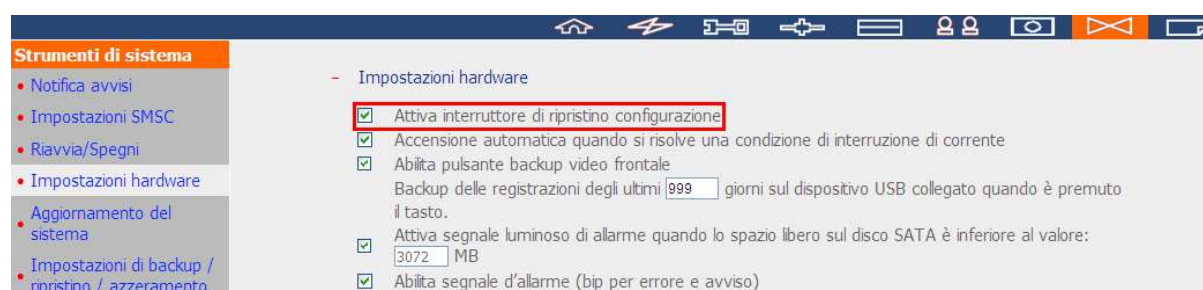 Strumenti di sistema
• Notifica avvisi
• Impostazioni SMSC
• Riavvia/Spegni
• Impostazioni hardware
• Aggiornamento del
sistema
• Impostazioni di backup /
ripristino / azzeramento
− Impostazioni hardware
Attiva interruttore di ripristino configurazione
Accensione automatica quando si risolve una condizione di interruzione di corrente
Abilita pulsante backup video frontale
Backup delle registrazioni degli ultimi 999 giorni sul dispositivo USB collegato quando è premuto
il tasto.
Attiva segnale luminoso di allarme quando lo spazio libero sul disco SATA è inferiore al valore:
3072 MB
Abilita segnale d'allarme (bip per errore e avviso)